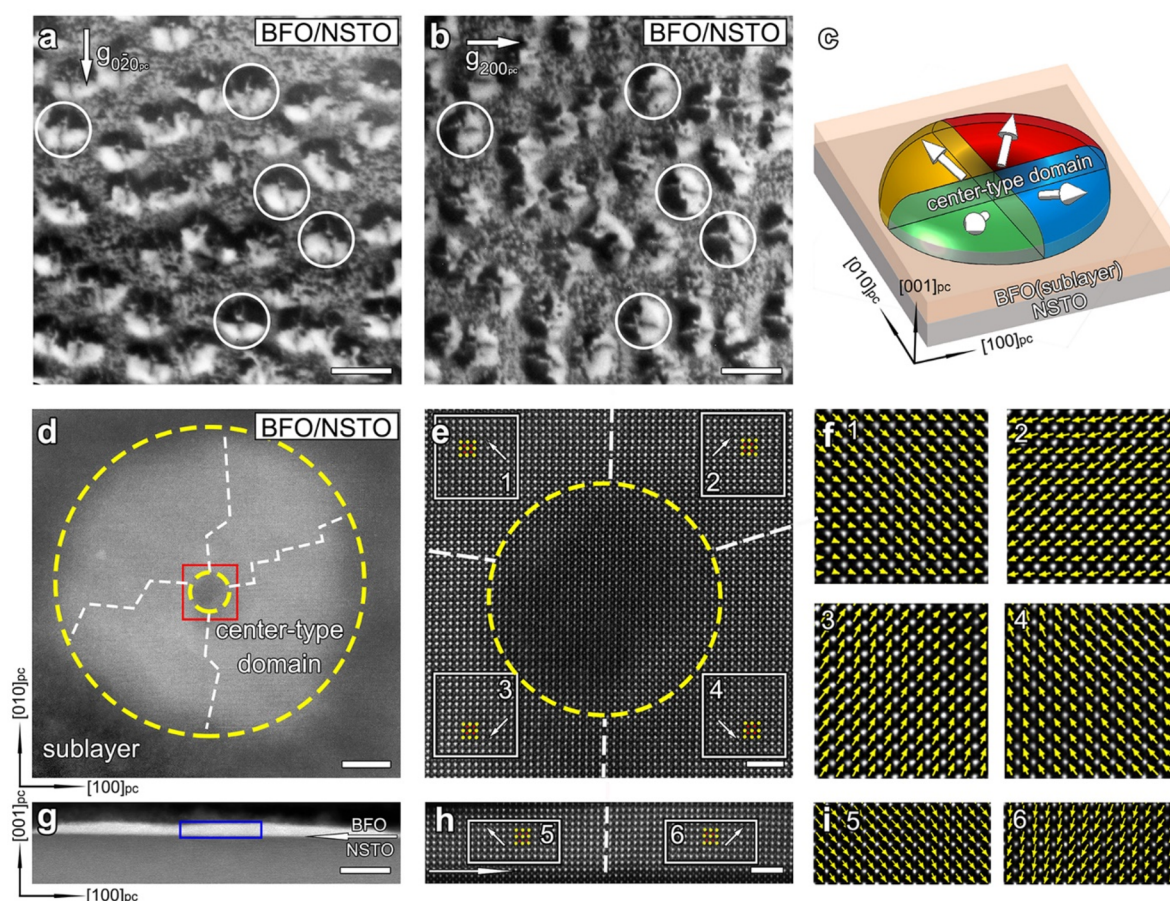 a
g02̄0pc
BFO/NSTO
b
g200pc
BFO/NSTO
c
center-type domain
BFO(sublayer)
NSTO
[010]pc
[001]pc
[100]pc
d
BFO/NSTO
center-type
domain
sublayer
[010]pc
[100]pc
e
1
2
3
4
f
1
2
3
4
g
BFO
NSTO
[001]pc
[100]pc
h
5
6
i
5
6